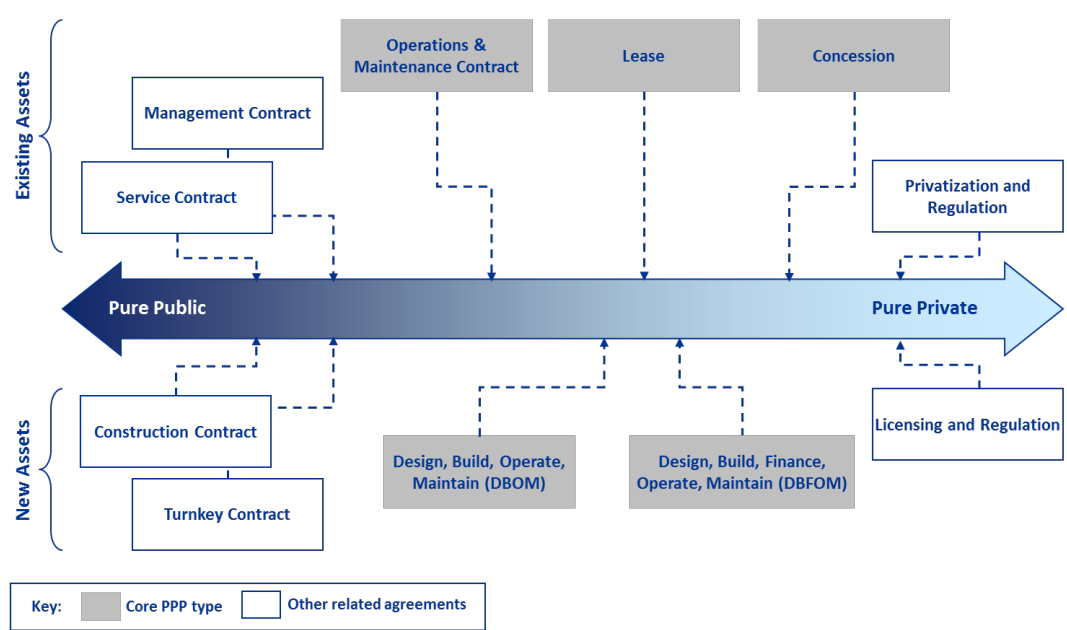 Existing Assets
Operations &
Maintenance Contract
Lease
Concession
Management Contract
Service Contract
Privatization and
Regulation
Pure Public
Pure Private
New Assets
Construction Contract
Licensing and Regulation
Design, Build, Operate,
Maintain (DBOM)
Design, Build, Finance,
Operate, Maintain (DBFOM)
Turnkey Contract
Key:
Core PPP type
Other related agreements